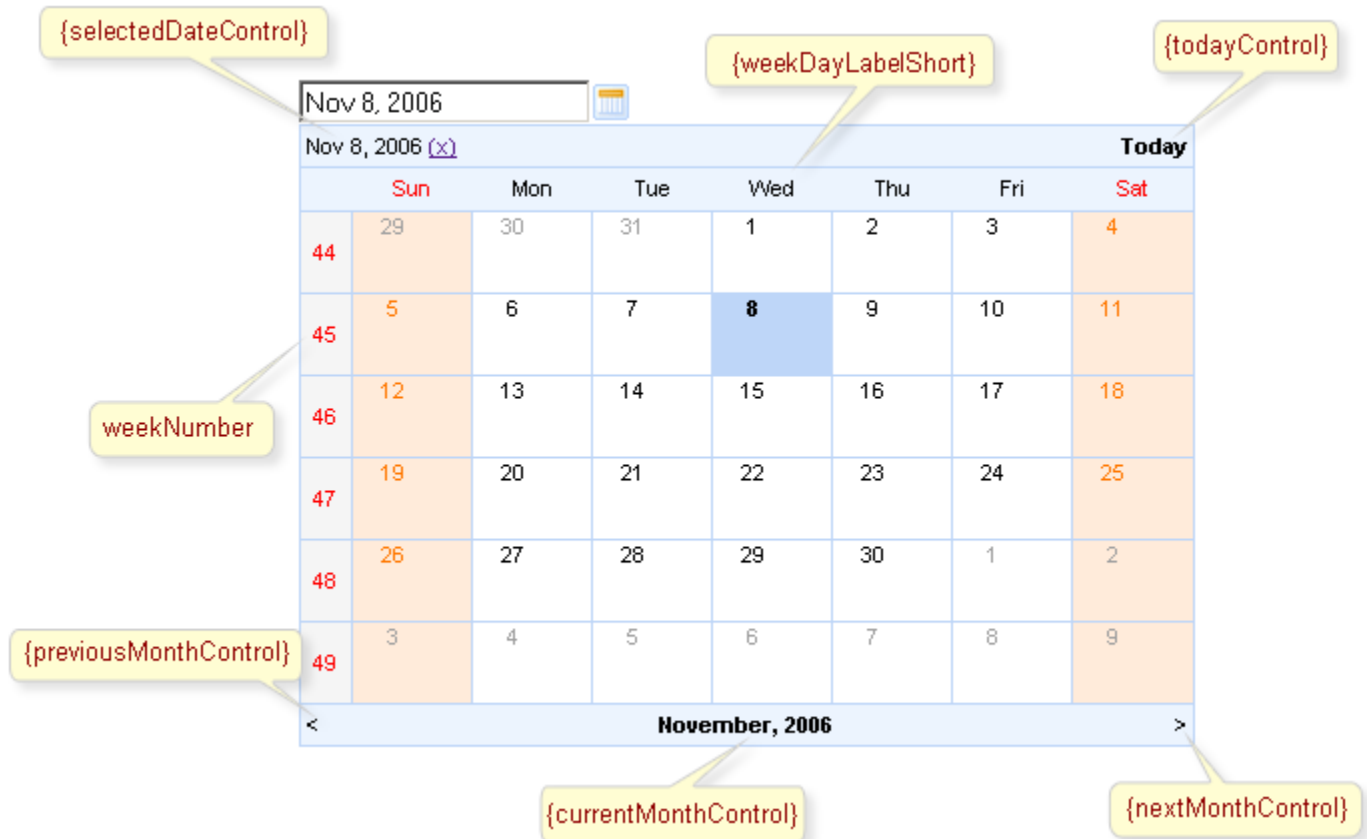 {selectedDateControl}
{weekDayLabelShort}
{todayControl}
Nov 8, 2006
Nov 8, 2006 (x) Today
Sun Mon Tue Wed Thu Fri Sat
44 29 30 31 1 2 3 4
45 5 6 7 8 9 10 11
46 12 13 14 15 16 17 18
weekNumber
47 19 20 21 22 23 24 25
48 26 27 28 29 30 1 2
49 3 4 5 6 7 8 9
{previousMonthControl}
< November, 2006 >
{currentMonthControl}
{nextMonthControl}